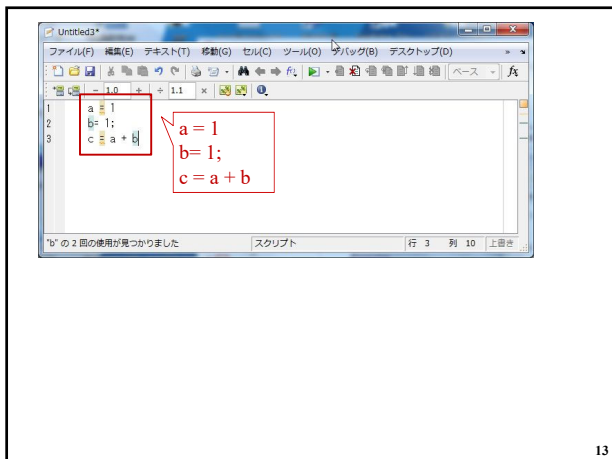 Untitled3*
ファイル(F) 編集(E) テキスト(T) 移動(G) セル(C) ツール(O) デバッグ(B) デスクトップ(D)
ベース fx
− 1.0 + ÷ 1.1 ×
1 a = 1
2 b= 1;
3 c = a + b
a = 1
b= 1;
c = a + b
"b" の 2 回の使用が見つかりました スクリプト 行 3 列 10 上書き
13